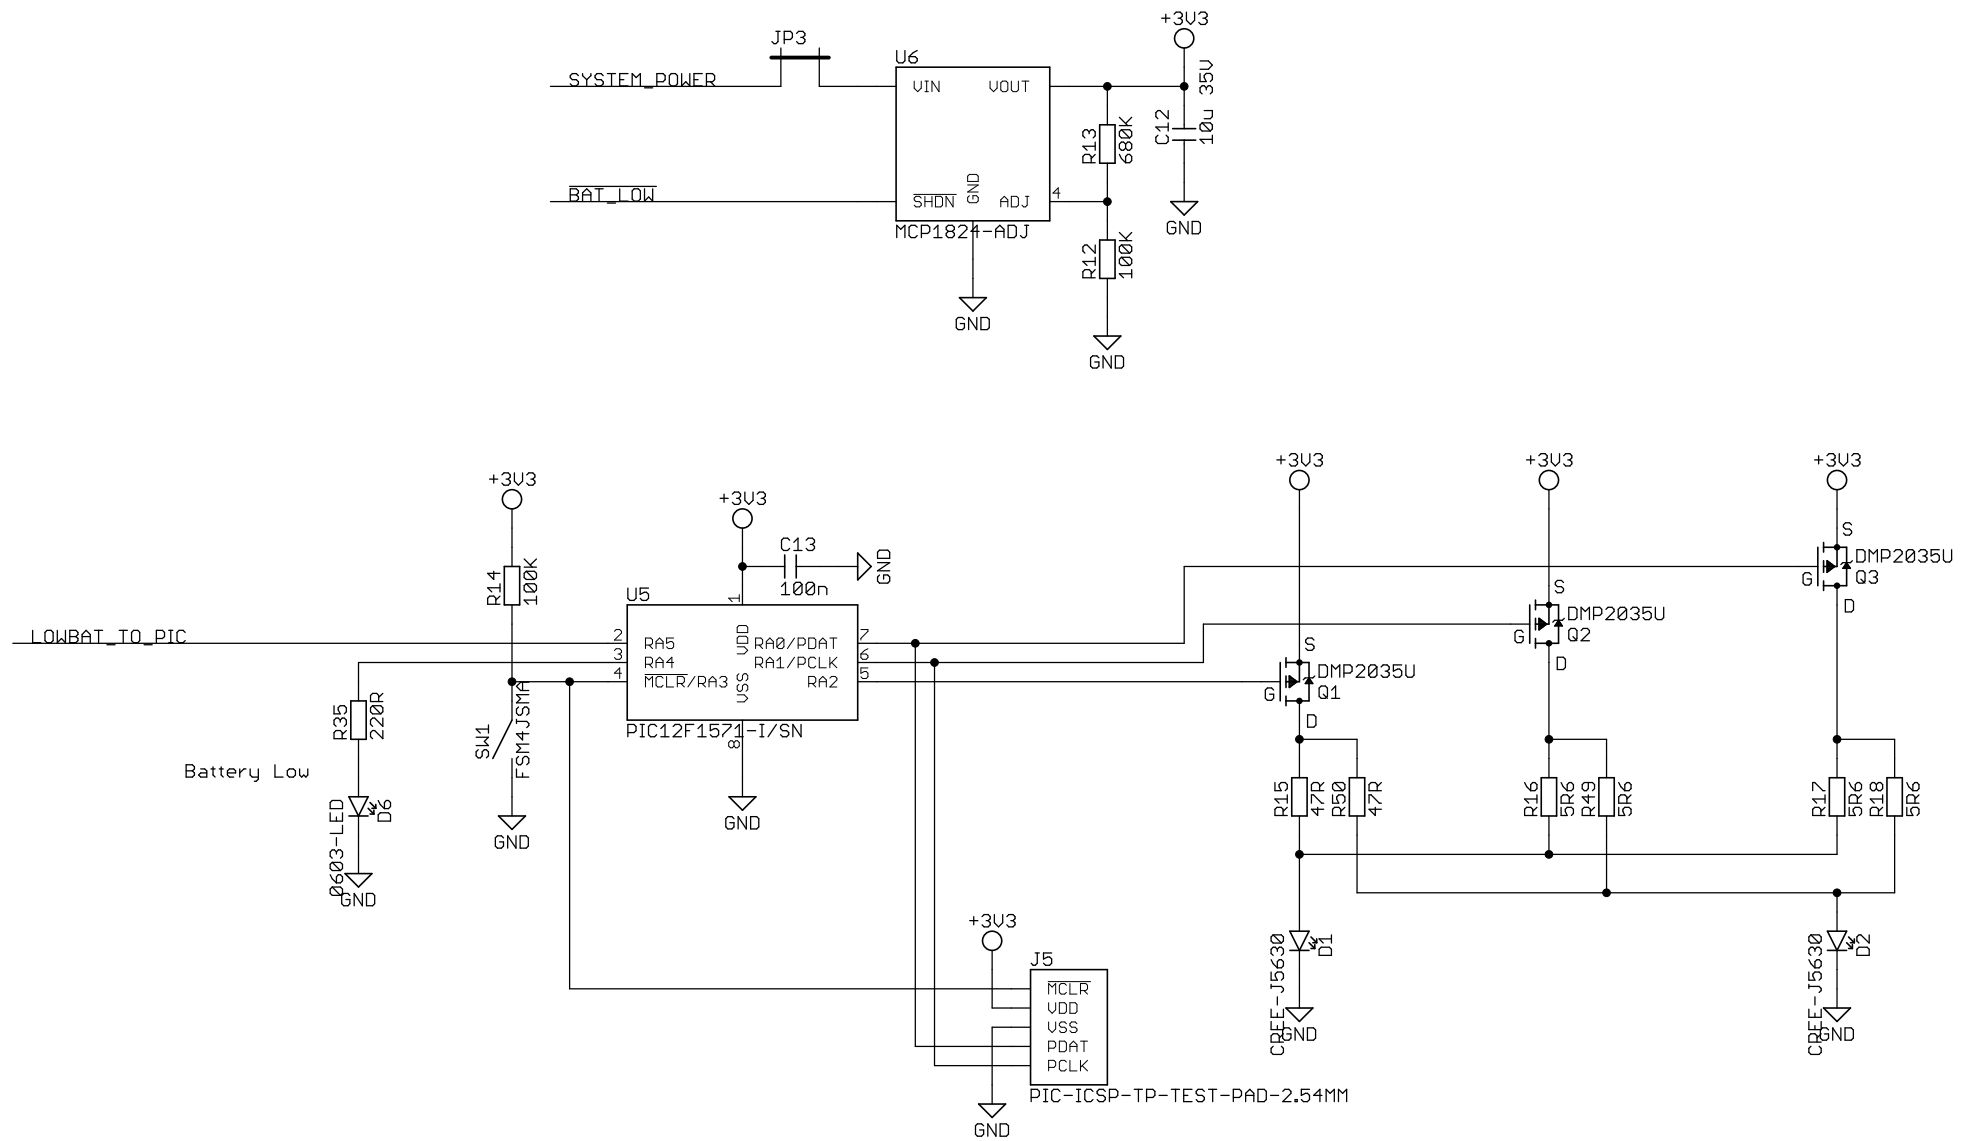 +3V3
JP3
U6
SYSTEM_POWER
VIN
VOUT
35V
C12
10u
R13
680K
BAT_LOW
SHDN
GND
ADJ
4
MCP1824-ADJ
GND
R12
100K
GND
GND
+3V3
+3V3
+3V3
+3V3
+3V3
C13
100n
GND
R14
100K
U5
1
LOWBAT_TO_PIC
2
RA5
VDD
RA0/PDAT
7
3
RA4
RA1/PCLK
6
4
MCLR/RA3
VSS
RA2
5
PIC12F1571-I/SN
8
GND
S
DMP2035U
G
Q3
D
S
DMP2035U
G
Q2
D
S
DMP2035U
G
Q1
D
R35
220R
SW1
FSM4JSMA
Battery Low
0603-LED
D6
GND
GND
R15
47R
R50
47R
R16
5R6
R49
5R6
R17
5R6
R18
5R6
+3V3
J5
MCLR
VDD
VSS
PDAT
PCLK
PIC-ICSP-TP-TEST-PAD-2.54MM
GND
CREE-J5630
D1
GND
CREE-J5630
D2
GND